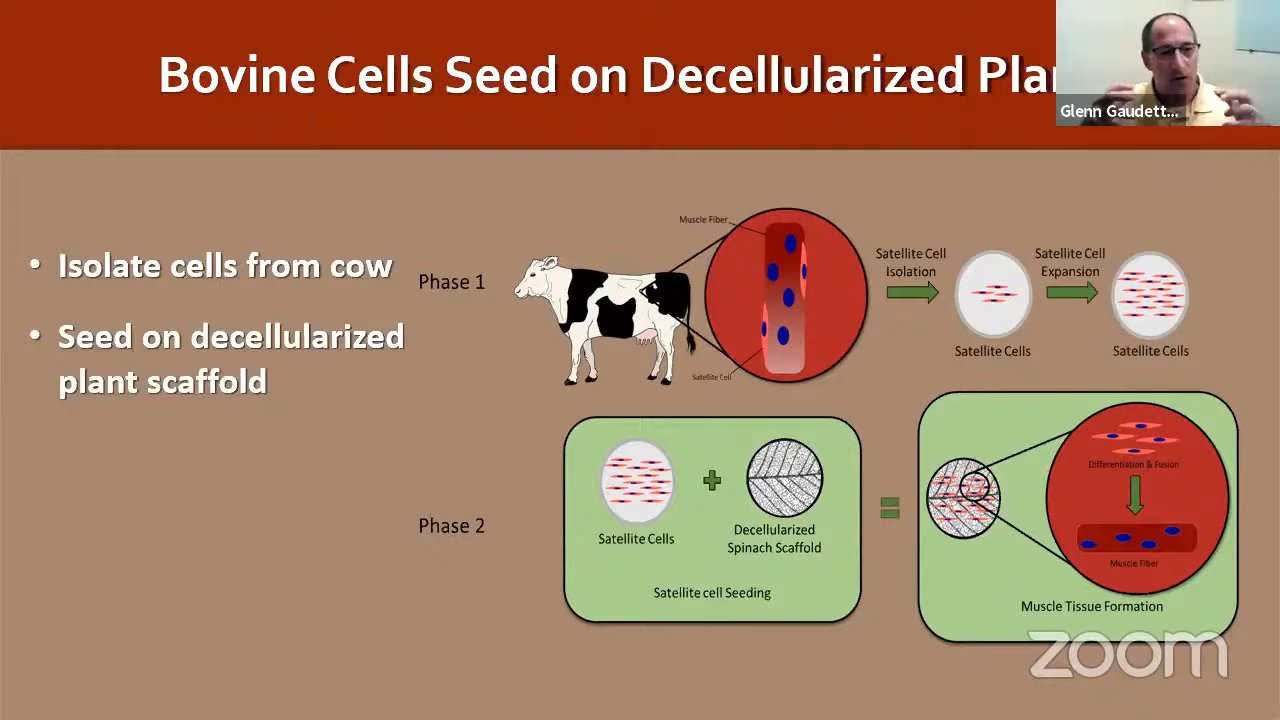 Bovine Cells Seed on Decellularized Pla
Glenn Gaudett...
• Isolate cells from cow
• Seed on decellularized
plant scaffold
Phase 1
Muscle Fiber
Satellite Cell
Satellite Cell
Isolation
Satellite Cells
Satellite Cell
Expansion
Satellite Cells
Phase 2
Satellite Cells
Decellularized
Spinach Scaffold
Satellite cell Seeding
Differentiation & Fusion
Muscle Fiber
Muscle Tissue Formation
zoom